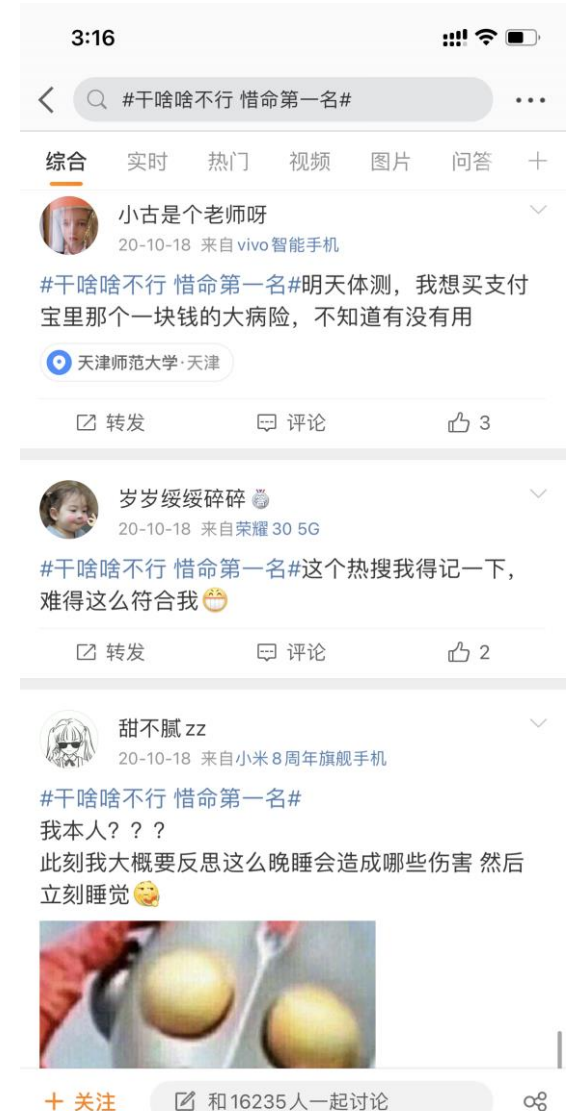 3:16
#干啥啥不行 惜命第一名#
综合 实时 热门 视频 图片 问答
小古是个老师呀
20-10-18 来自 vivo智能手机
#干啥啥不行 惜命第一名#明天体测，我想买支付
宝里那个一块钱的大病险，不知道有没有用
天津师范大学·天津
转发 评论 3
岁岁绥绥碎碎
20-10-18 来自荣耀30 5G
#干啥啥不行 惜命第一名#这个热搜我得记一下，
难得这么符合我
转发 评论 2
甜不腻zz
20-10-18 来自小米8周年旗舰手机
#干啥啥不行 惜命第一名#
我本人？？？
此刻我大概要反思这么晚睡会造成哪些伤害 然后
立刻睡觉
+ 关注 和16235人一起讨论